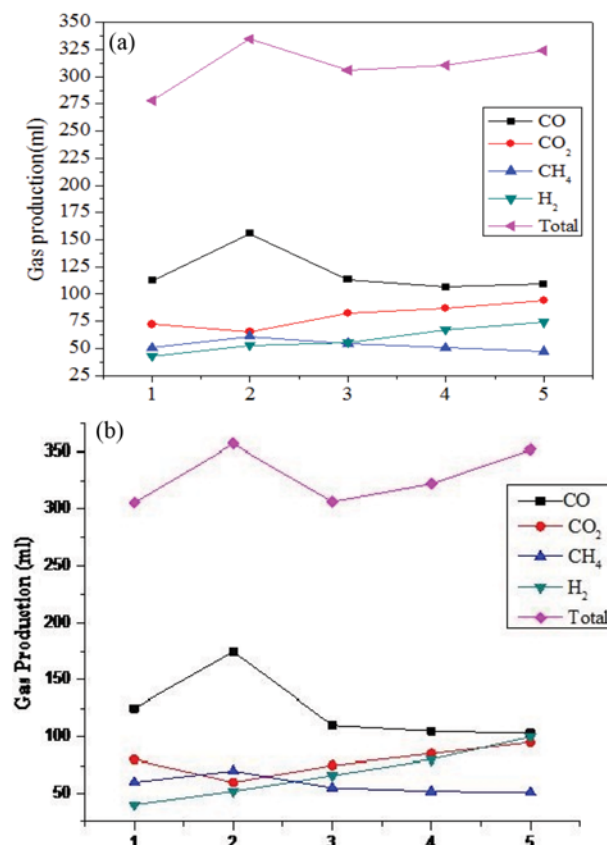 (a)
350
325
300
275
250
225
200
175
150
125
100
75
50
25
Gas production(ml)
CO
CO₂
CH₄
H₂
Total
1 2 3 4 5
(b)
350
300
250
200
150
100
50
Gas Production (ml)
CO
CO₂
CH₄
H₂
Total
1 2 3 4 5